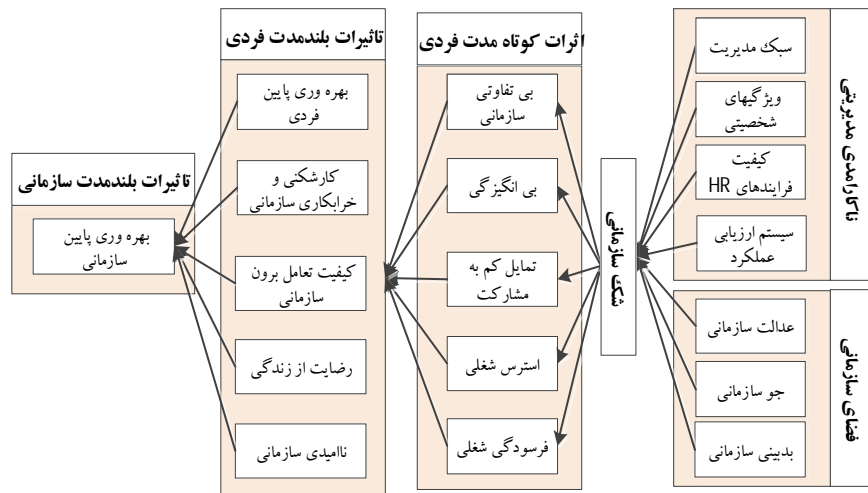 ناکارامدی مدیریتی
سبک مدیریت
ویژگیهای
شخصیتی
کیفیت
فرایندهای HR
سیستم ارزیابی
عملکرد
فضای سازمانی
عدالت سازمانی
جو سازمانی
بدبینی سازمانی
شک سازمانی
اثرات کوتاه مدت فردی
بی تفاوتی
سازمانی
بی انگیزگی
تمایل کم به
مشارکت
استرس شغلی
فرسودگی شغلی
تاثیرات بلندمدت فردی
بهره وری پایین
فردی
کارشکنی و
خرابکاری سازمانی
کیفیت تعامل برون
سازمانی
رضایت از زندگی
ناامیدی سازمانی
تاثیرات بلندمدت سازمانی
بهره وری پایین
سازمانی